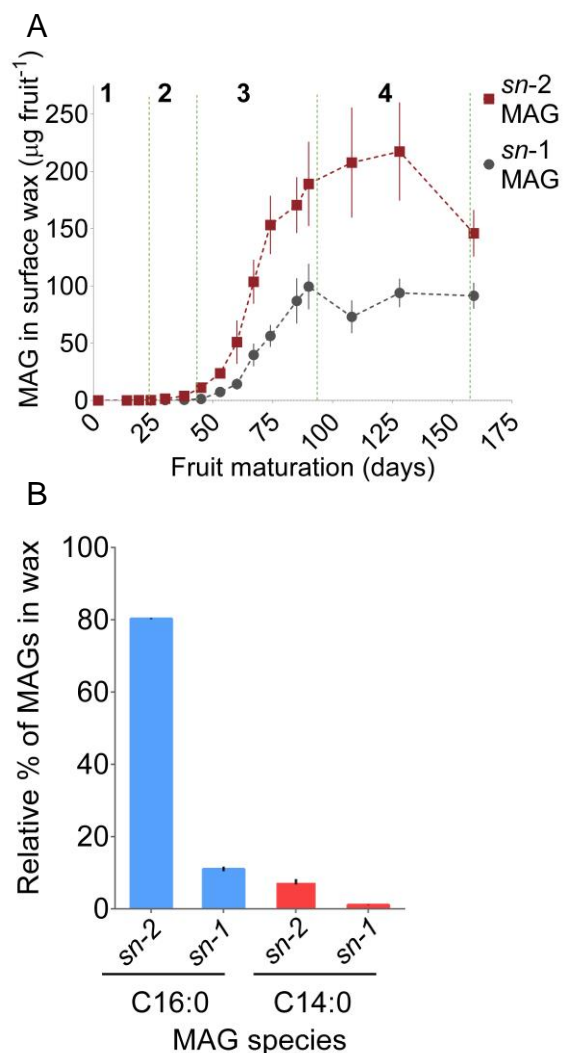 A
1 2 3 4
sn-2
MAG
sn-1
MAG
MAG in surface wax (µg fruit⁻¹)
250
200
150
100
50
0
0 25 50 75 100 125 150 175
Fruit maturation (days)
B
Relative % of MAGs in wax
100
80
60
40
20
0
sn-2 sn-1 sn-2 sn-1
C16:0 C14:0
MAG species